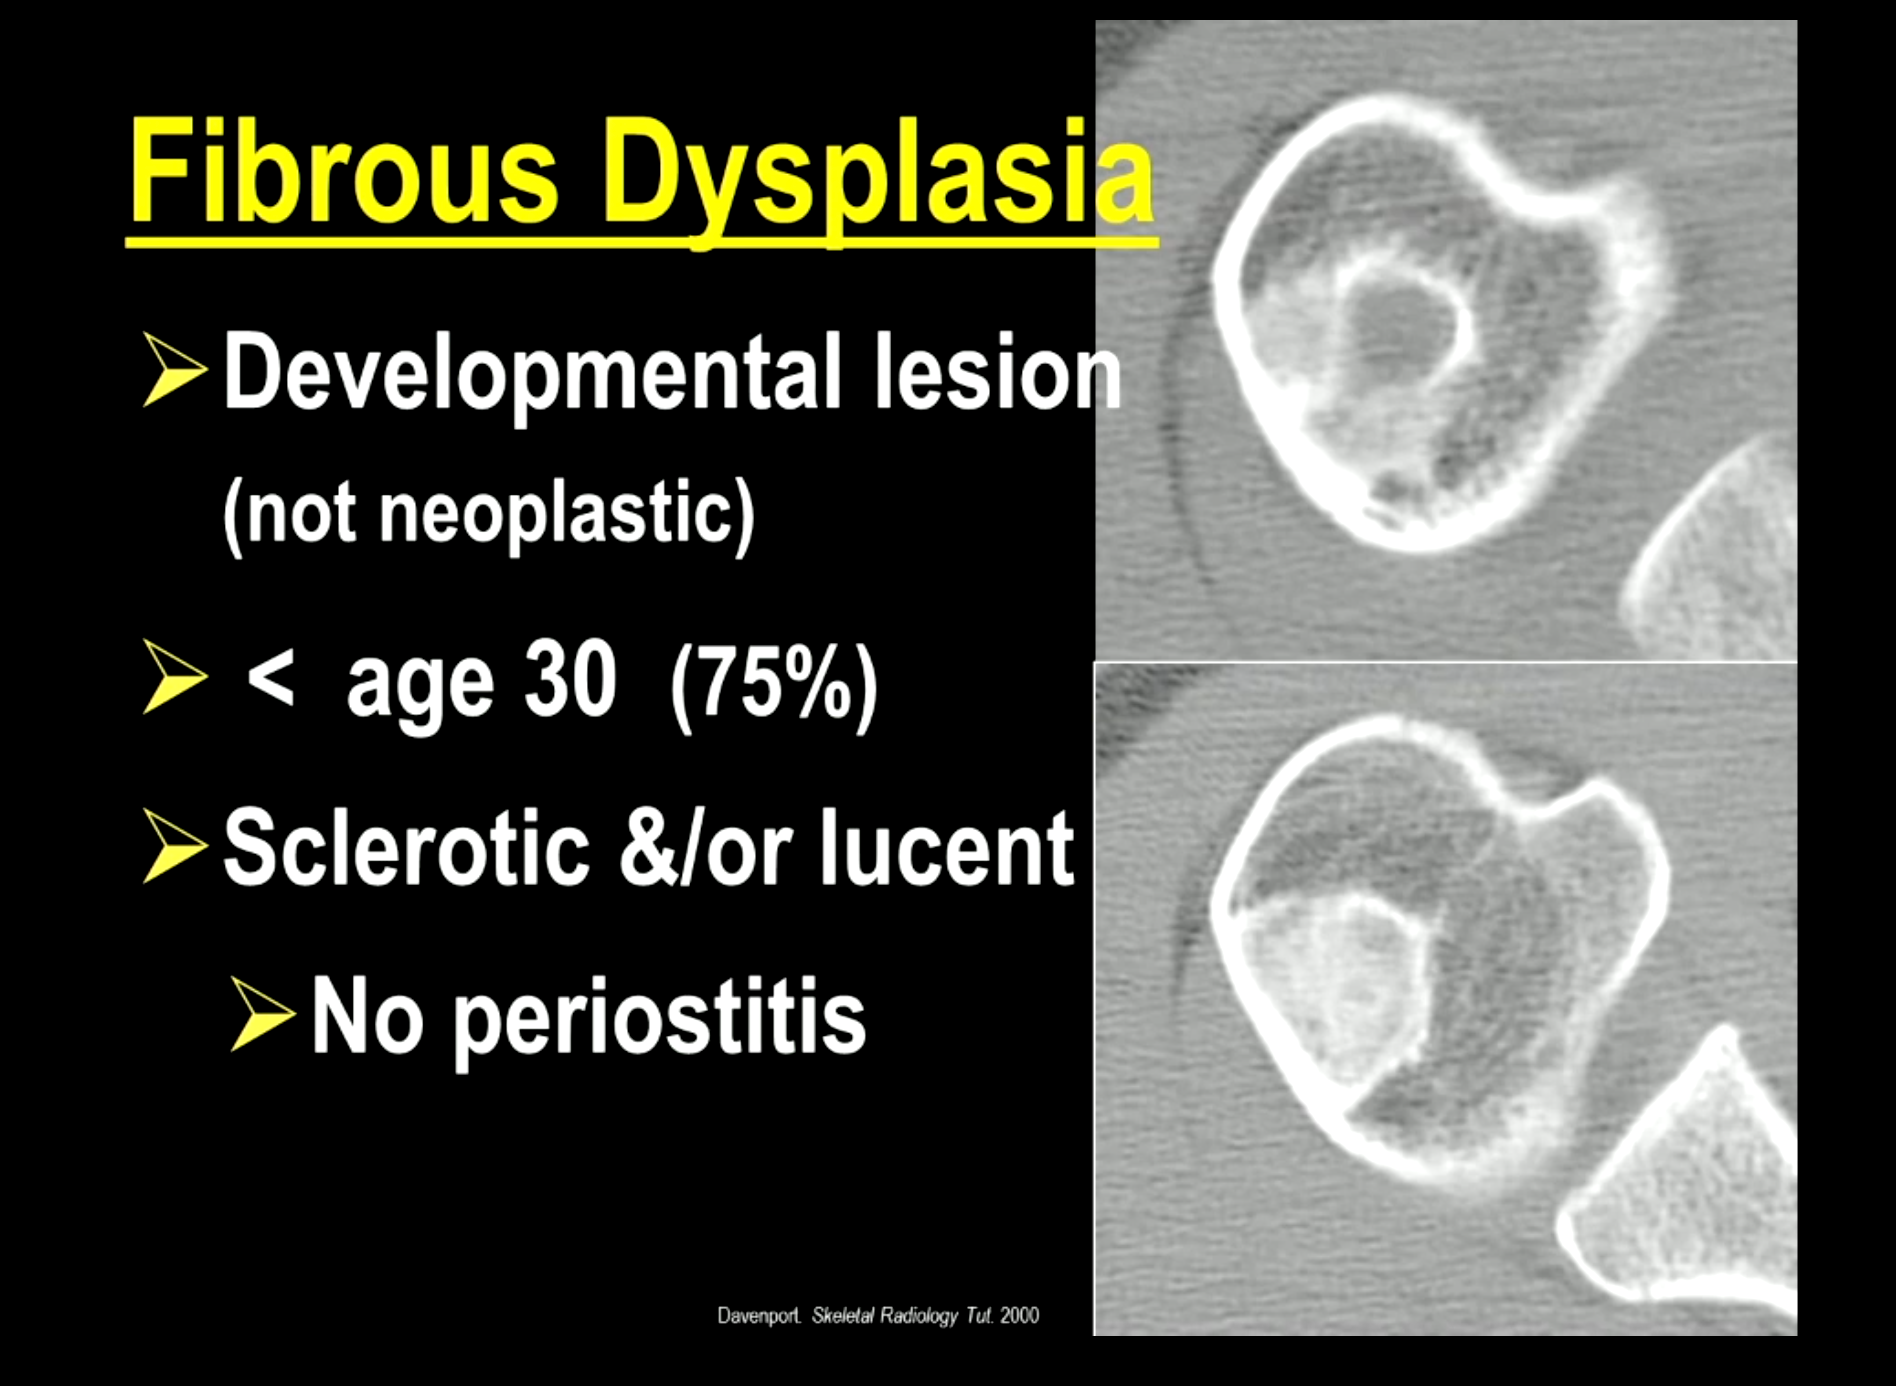 Fibrous Dysplasia
Developmental lesion
(not neoplastic)
< age 30 (75%)
Sclerotic &/or lucent
No periostitis
Davenport. Skeletal Radiology Tut. 2000